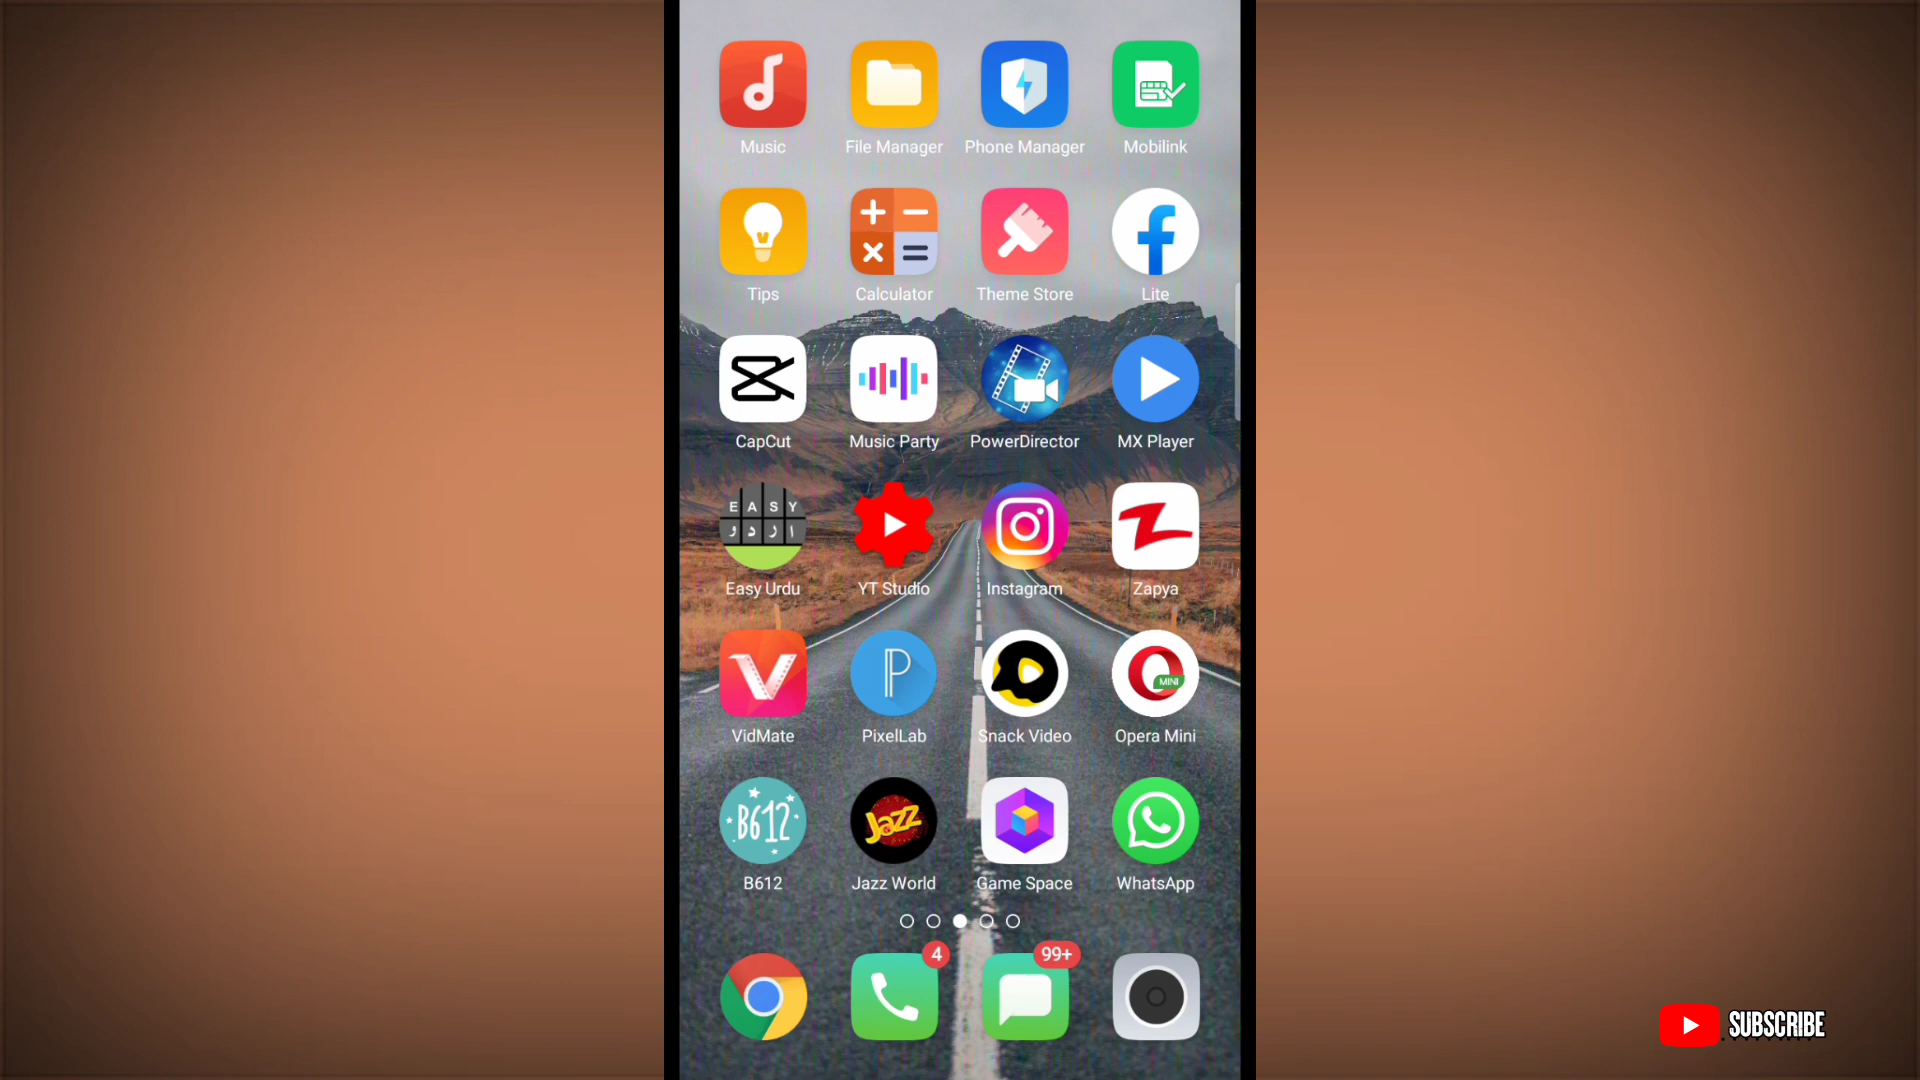 Music File Manager Phone Manager Mobilink
Tips Calculator Theme Store Lite
CapCut Music Party PowerDirector MX Player
E A S Y
ا ر د و
Easy Urdu YT Studio Instagram Zapya
MINI
VidMate PixelLab Snack Video Opera Mini
B612 Jazz
B612 Jazz World Game Space WhatsApp
4 99+
SUBSCRIBE